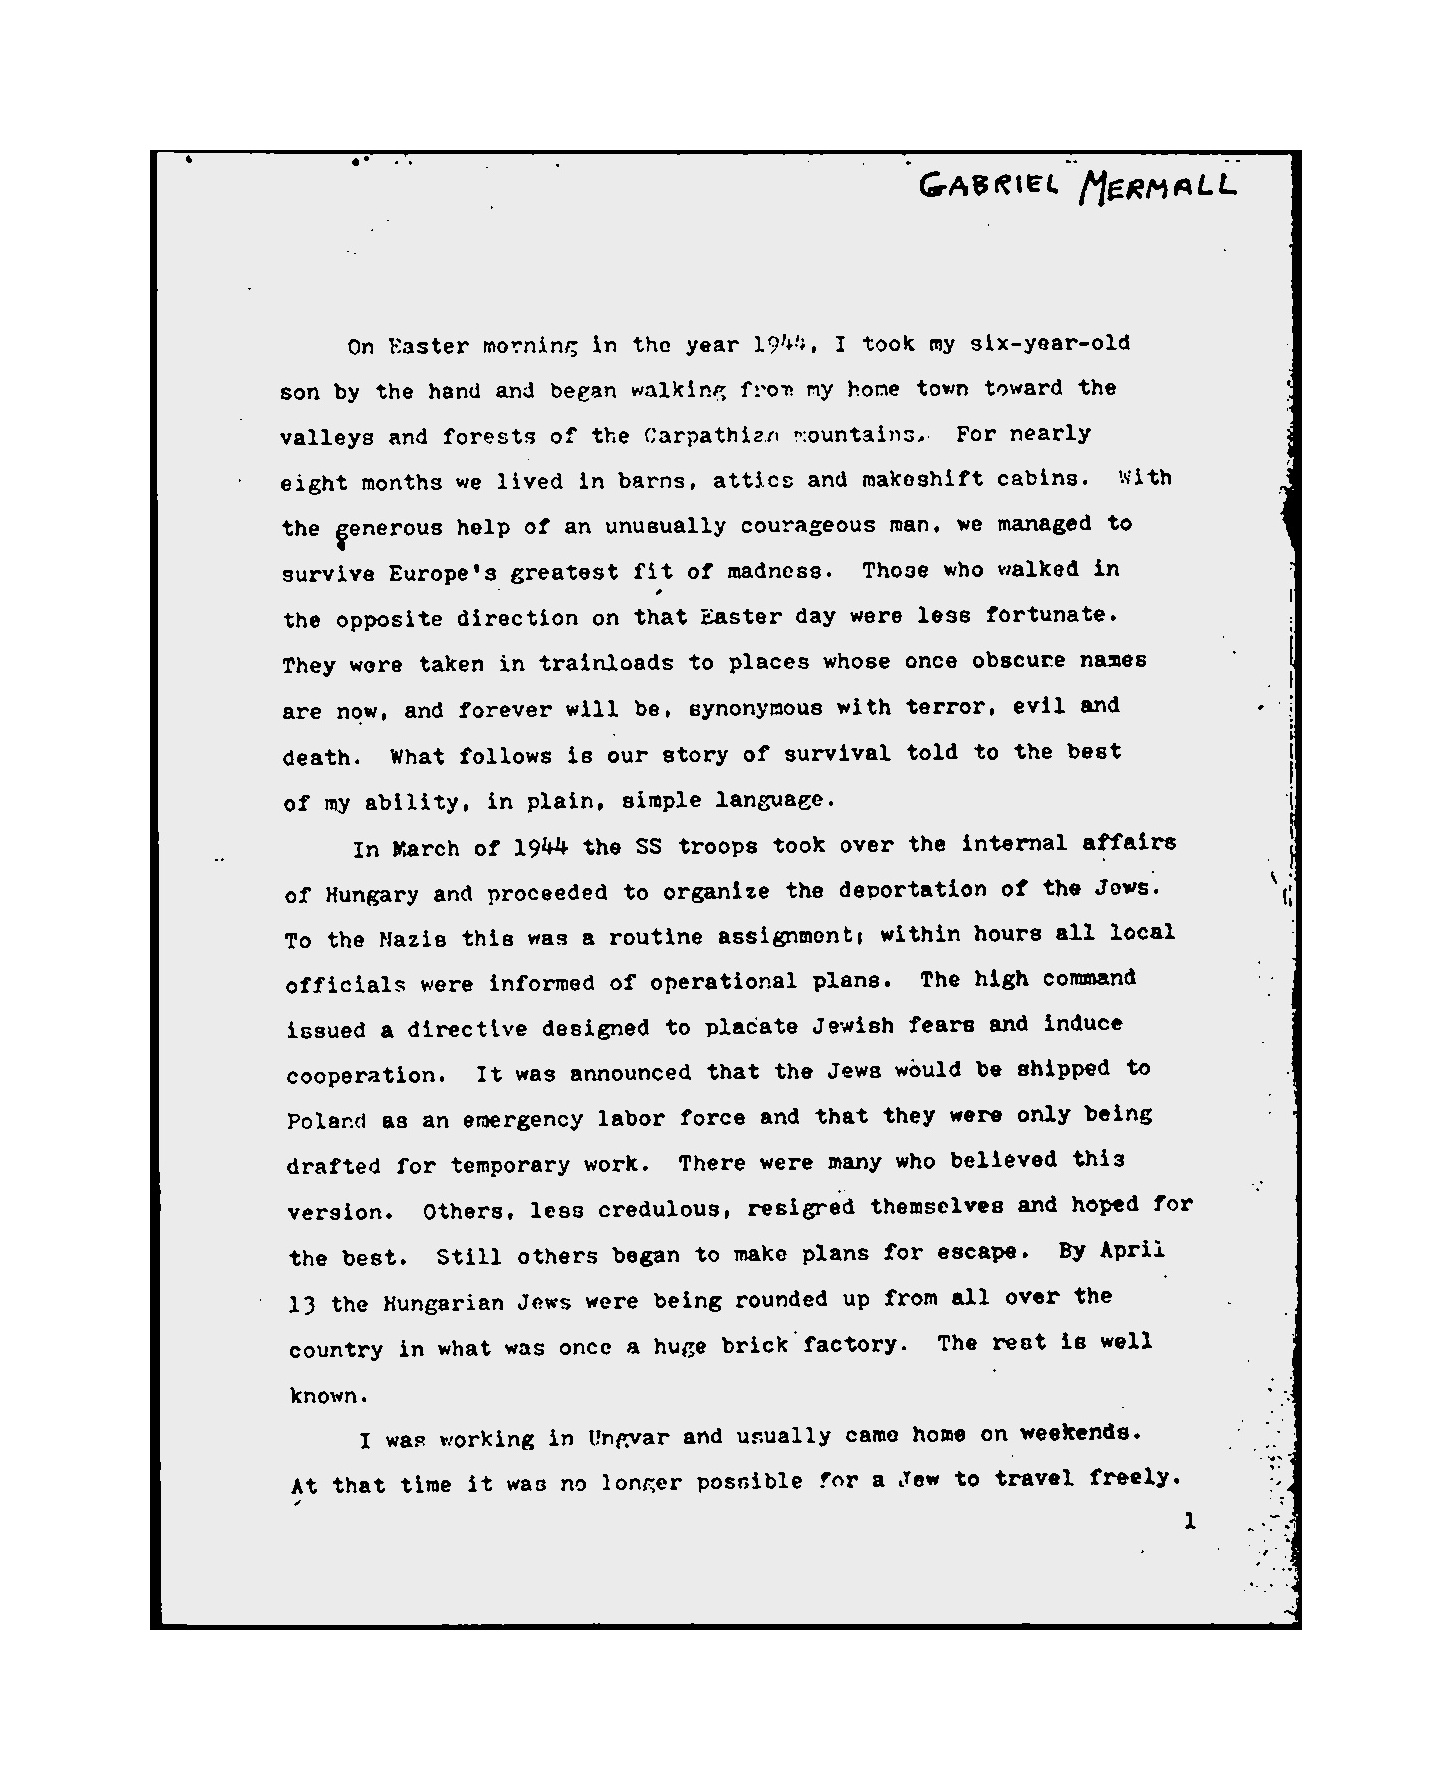 GABRIEL MERMALL
On Easter morning in the year 1944, I took my six-year-old
son by the hand and began walking from my home town toward the
valleys and forests of the Carpathian mountains. For nearly
eight months we lived in barns, attics and makeshift cabins. With
the generous help of an unusually courageous man, we managed to
survive Europe's greatest fit of madness. Those who walked in
the opposite direction on that Easter day were less fortunate.
They were taken in trainloads to places whose once obscure names
are now, and forever will be, synonymous with terror, evil and
death. What follows is our story of survival told to the best
of my ability, in plain, simple language.
In March of 1944 the SS troops took over the internal affairs
of Hungary and proceeded to organize the deportation of the Jews.
To the Nazis this was a routine assignment; within hours all local
officials were informed of operational plans. The high command
issued a directive designed to placate Jewish fears and induce
cooperation. It was announced that the Jews would be shipped to
Poland as an emergency labor force and that they were only being
drafted for temporary work. There were many who believed this
version. Others, less credulous, resigned themselves and hoped for
the best. Still others began to make plans for escape. By April
13 the Hungarian Jews were being rounded up from all over the
country in what was once a huge brick factory. The rest is well
known.
I was working in Ungvar and usually came home on weekends.
At that time it was no longer possible for a Jew to travel freely.
1